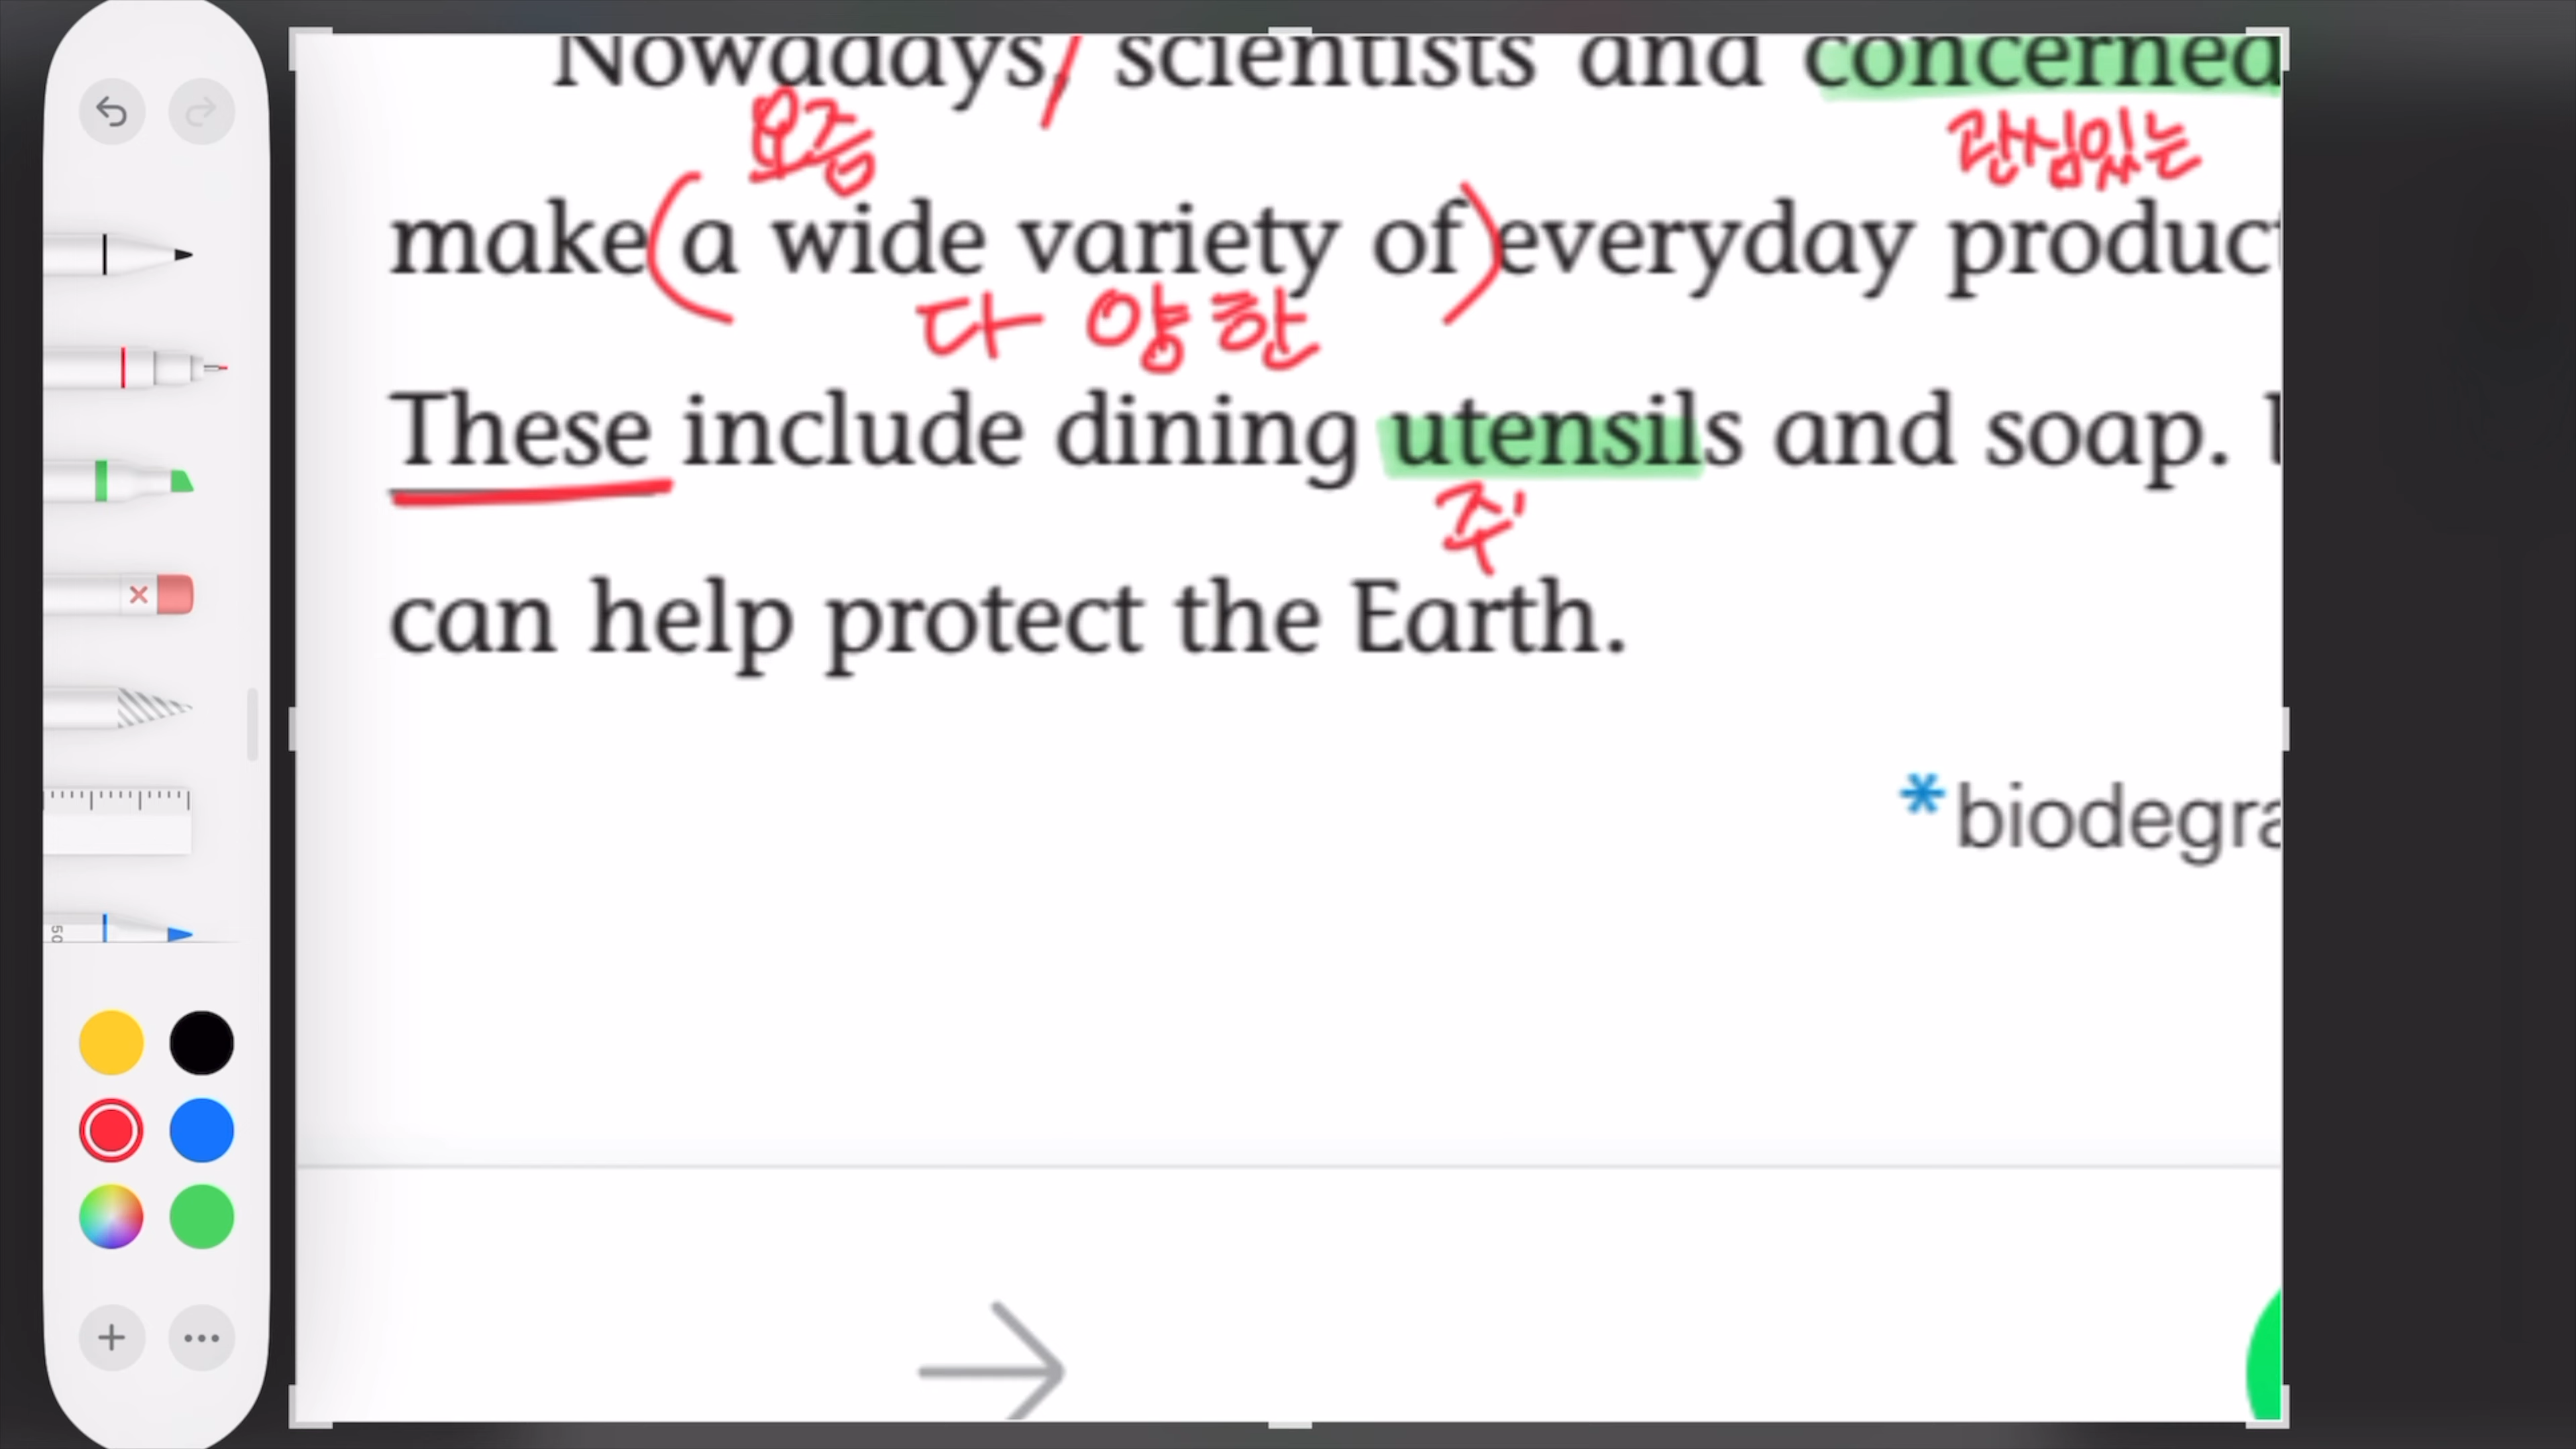 Nowadays, scientists and concerned
요즘
관심있는
make (a wide variety of) everyday product
다양한
These include dining utensils and soap.
can help protect the Earth.
*biodegra
50